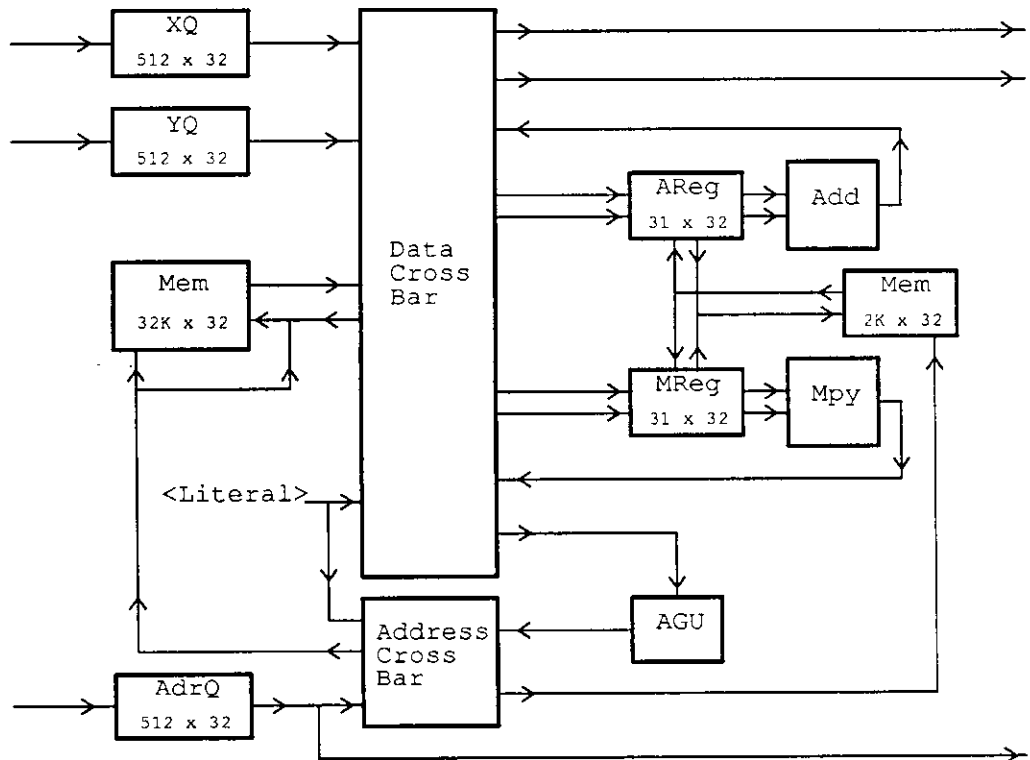 XQ
512 x 32
YQ
512 x 32
Mem
32K x 32
<Literal>
AdrQ
512 x 32
Data
Cross
Bar
Address
Cross
Bar
AReg
31 x 32
Add
Mem
2K x 32
MReg
31 x 32
Mpy
AGU